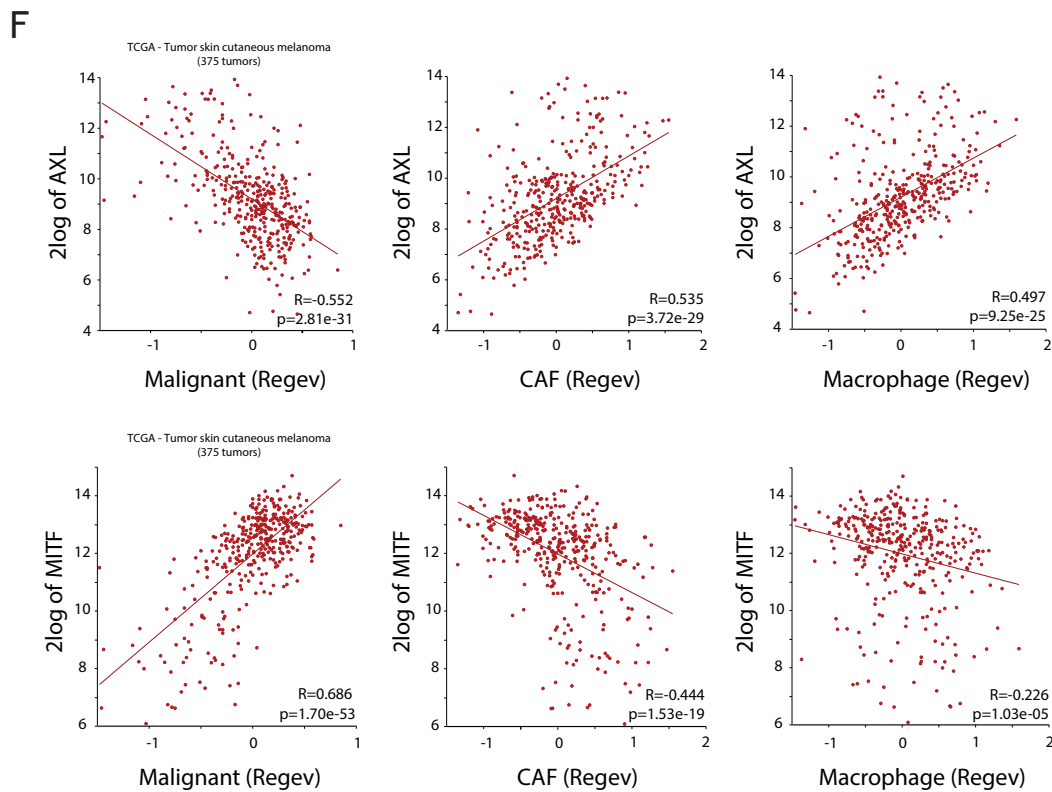 F
TCGA - Tumor skin cutaneous melanoma
(375 tumors)
2log of AXL
14
12
10
8
6
4
R=-0.552
p=2.81e-31
-1
0
1
Malignant (Regev)
2log of AXL
14
12
10
8
6
4
R=0.535
p=3.72e-29
-1
0
1
2
CAF (Regev)
2log of AXL
14
12
10
8
6
4
R=0.497
p=9.25e-25
-1
0
1
2
Macrophage (Regev)
TCGA - Tumor skin cutaneous melanoma
(375 tumors)
2log of MITF
14
12
10
8
6
R=0.686
p=1.70e-53
-1
0
1
Malignant (Regev)
2log of MITF
14
12
10
8
6
R=-0.444
p=1.53e-19
-1
0
1
2
CAF (Regev)
2log of MITF
14
12
10
8
6
R=-0.226
p=1.03e-05
-1
0
1
2
Macrophage (Regev)